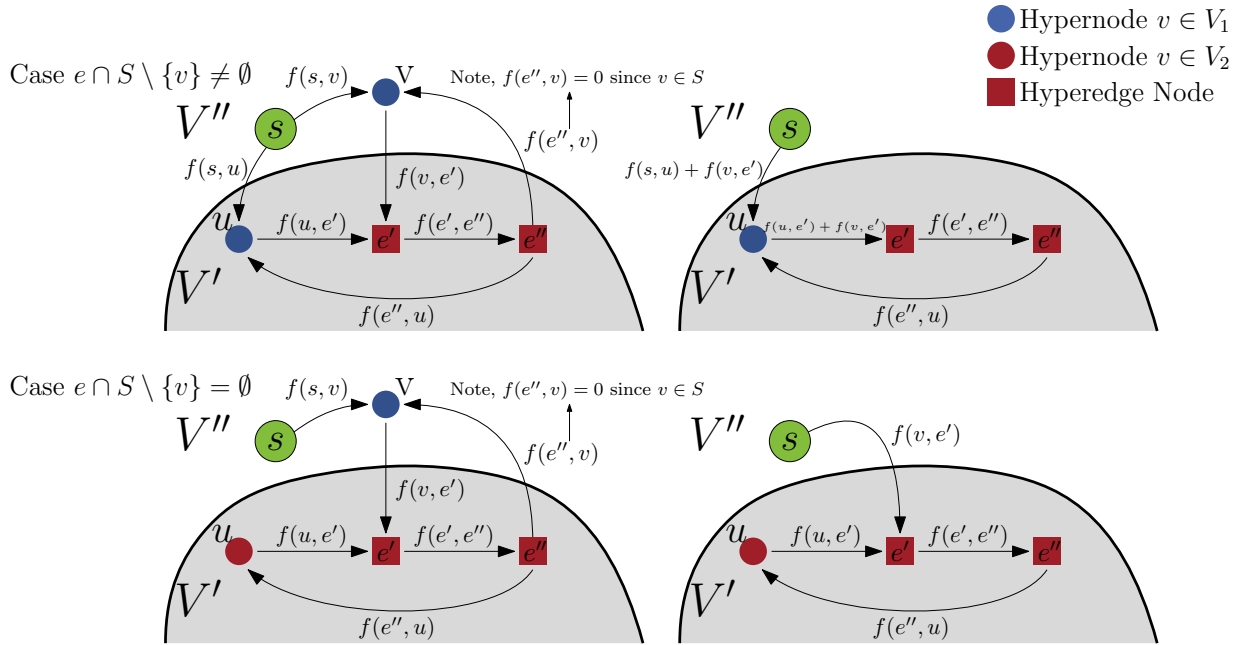 Hypernode v ∈ V₁
Hypernode v ∈ V₂
Hyperedge Node
Case e ∩ S \ {v} ≠ ∅
f(s, v)
V
Note, f(e″, v) = 0 since v ∈ S
V″
s
f(e″, v)
f(s, u)
f(v, e′)
u
f(u, e′)
e′
f(e′, e″)
e″
V′
f(e″, u)
V″
s
f(s, u) + f(v, e′)
u
f(u, e′) + f(v, e′)
e′
f(e′, e″)
e″
V′
f(e″, u)
Case e ∩ S \ {v} = ∅
f(s, v)
V
Note, f(e″, v) = 0 since v ∈ S
V″
s
f(e″, v)
f(v, e′)
u
f(u, e′)
e′
f(e′, e″)
e″
V′
f(e″, u)
V″
s
f(v, e′)
u
f(u, e′)
e′
f(e′, e″)
e″
V′
f(e″, u)